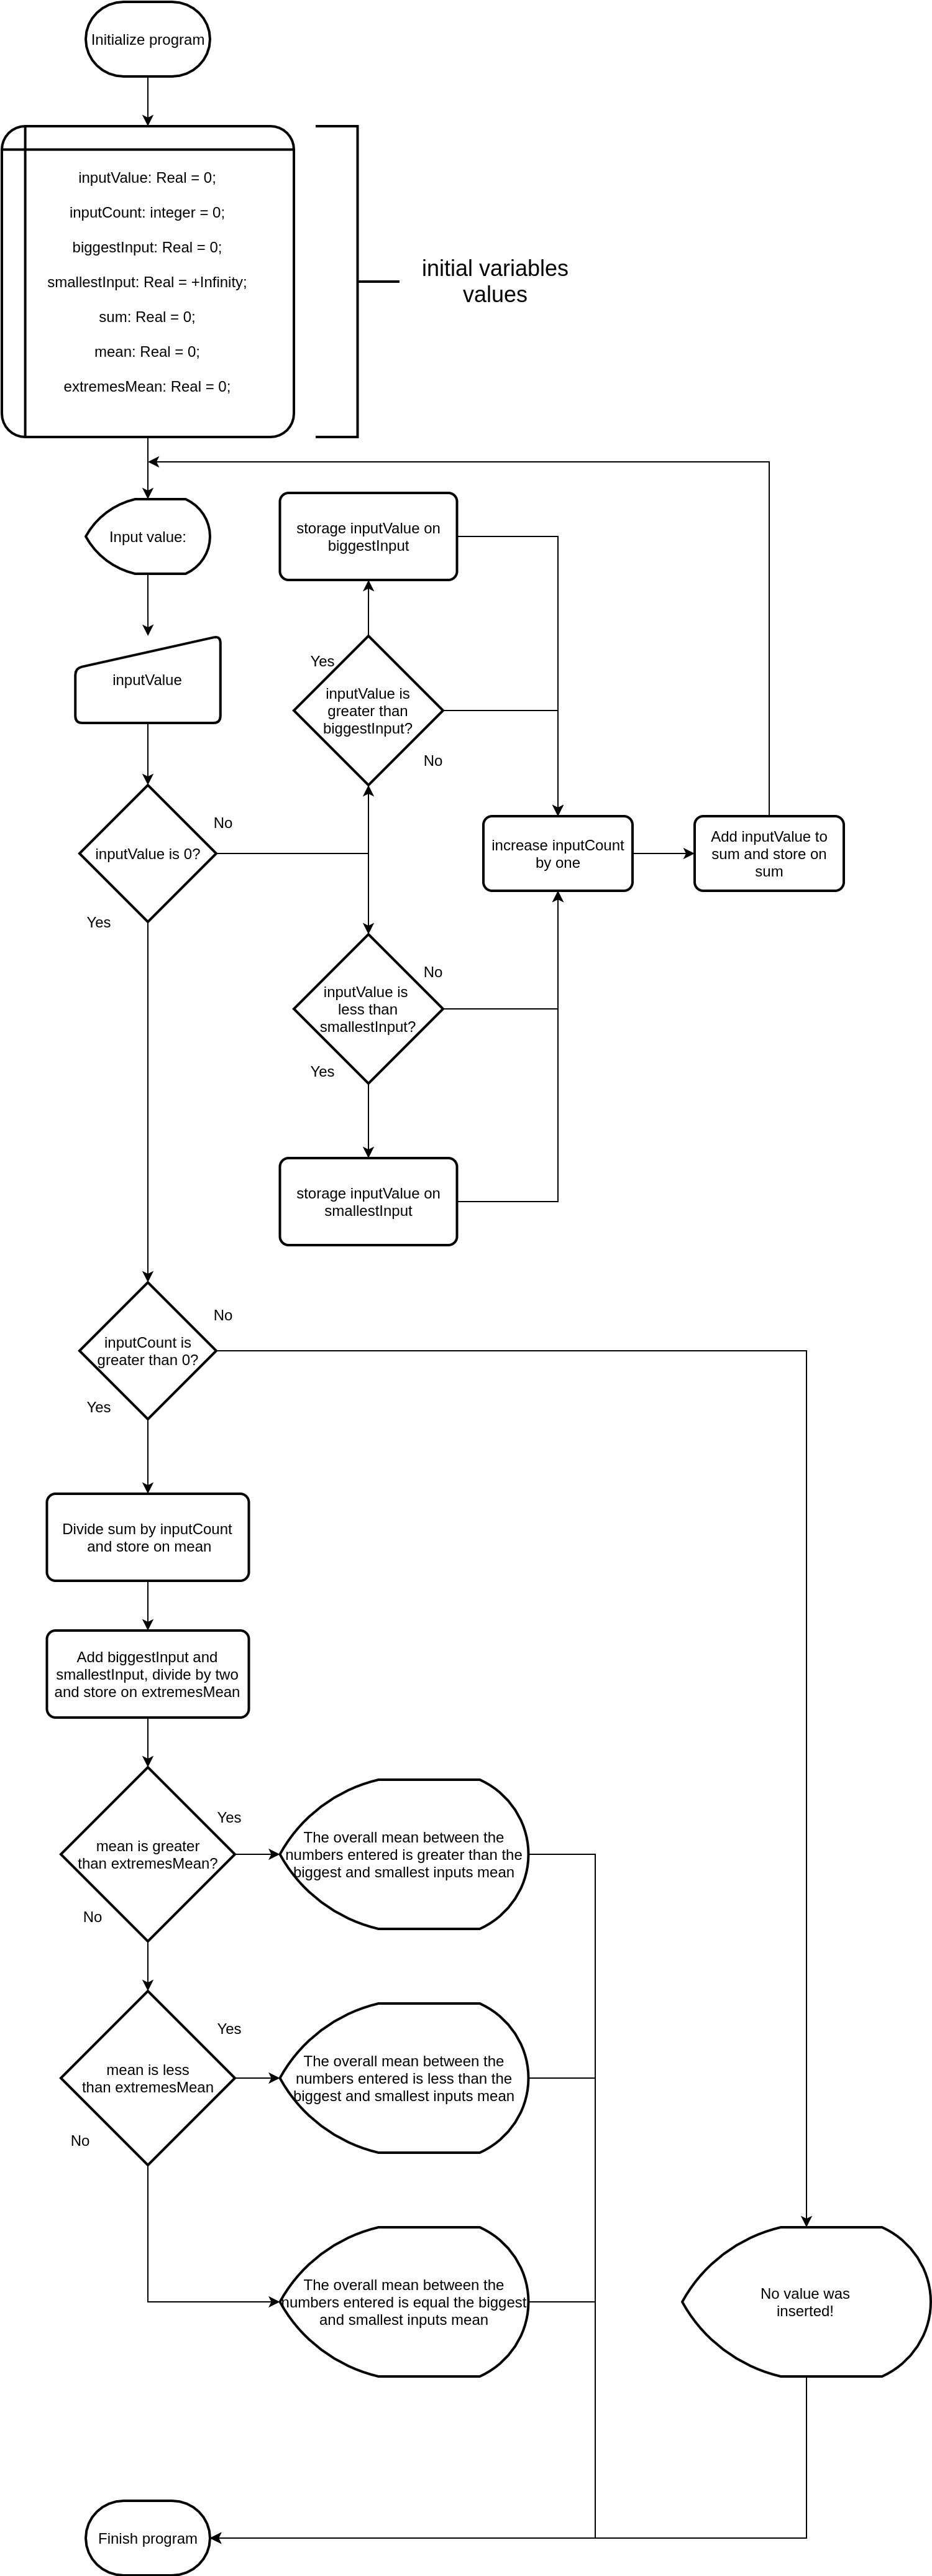 Initialize program
inputValue: Real = 0;
inputCount: integer = 0;
biggestInput: Real = 0;
smallestInput: Real = +Infinity;
sum: Real = 0;
mean: Real = 0;
extremesMean: Real = 0;
initial variables
values
Input value:
storage inputValue on
biggestInput
inputValue
Yes
inputValue is
greater than
biggestInput?
No
inputValue is 0?
No
Yes
increase inputCount
by one
Add inputValue to
sum and store on
sum
inputValue is
less than
smallestInput?
No
Yes
storage inputValue on
smallestInput
inputCount is
greater than 0?
No
Yes
Divide sum by inputCount
and store on mean
Add biggestInput and
smallestInput, divide by two
and store on extremesMean
mean is greater
than extremesMean?
Yes
No
The overall mean between the
numbers entered is greater than the
biggest and smallest inputs mean
mean is less
than extremesMean
Yes
No
The overall mean between the
numbers entered is less than the
biggest and smallest inputs mean
The overall mean between the
numbers entered is equal the biggest
and smallest inputs mean
No value was
inserted!
Finish program